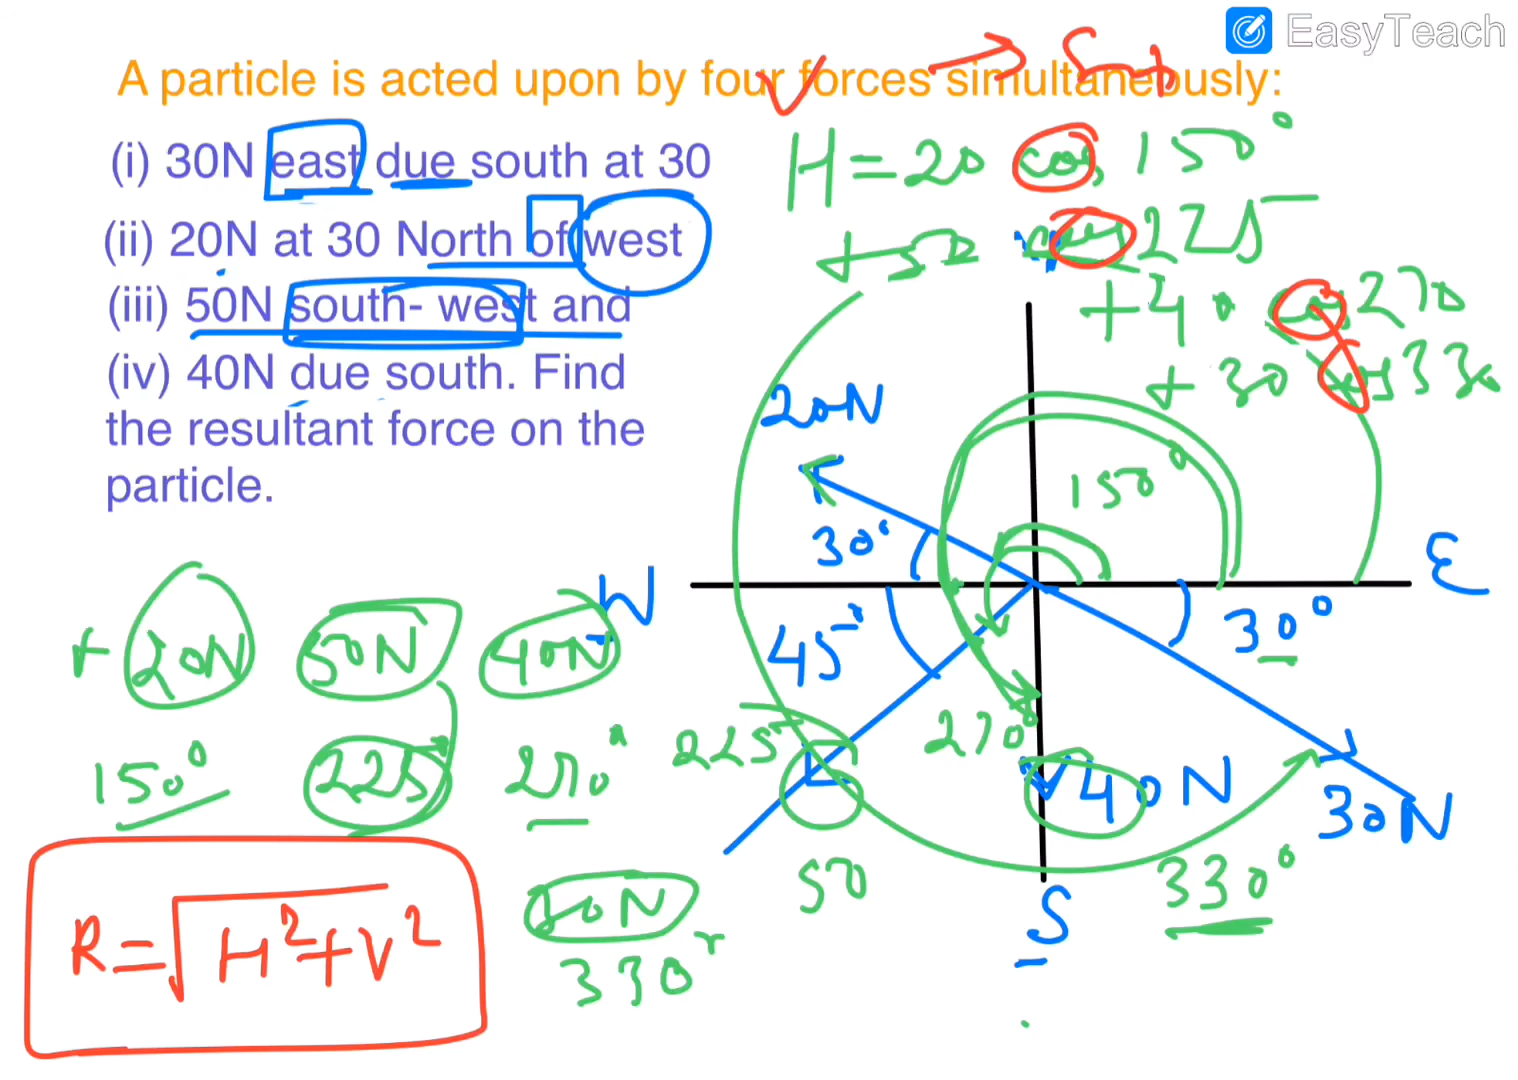 EasyTeach
A particle is acted upon by four forces simultaneously:
(i) 30N east due south at 30
(ii) 20N at 30 North of west
(iii) 50N south- west and
(iv) 40N due south. Find
the resultant force on the
particle.
V → Sin
H = 20 cos 150°
+ 50 cos 225
+ 40 cos 270
+ 30 cos 330
20N
150°
30°
W
E
45°
30°
225
270°
40N
30N
50
330°
S
+ 20N 50N 40N
150° 225 270°
30N
330°
R = √H²+V²